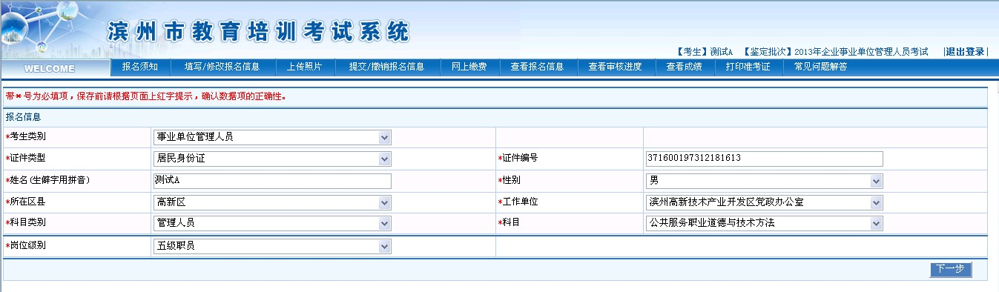 滨州市教育培训考试系统
【考生】测试A 【鉴定批次】2013年企业事业单位管理人员考试 |退出登录|
WELCOME 报名须知 填写/修改报名信息 上传照片 提交/撤销报名信息 网上缴费 查看报名信息 查看审核进度 查看成绩 打印准考证 常见问题解答
带*号为必填项，保存前请根据页面上红字提示，确认数据项的正确性。
报名信息
*考生类别 事业单位管理人员
*证件类型 居民身份证 *证件编号 371600197312181613
*姓名(生僻字用拼音) 测试A *性别 男
*所在区县 高新区 *工作单位 滨州高新技术产业开发区党政办公室
*科目类别 管理人员 *科目 公共服务职业道德与技术方法
*岗位级别 五级职员
下一步